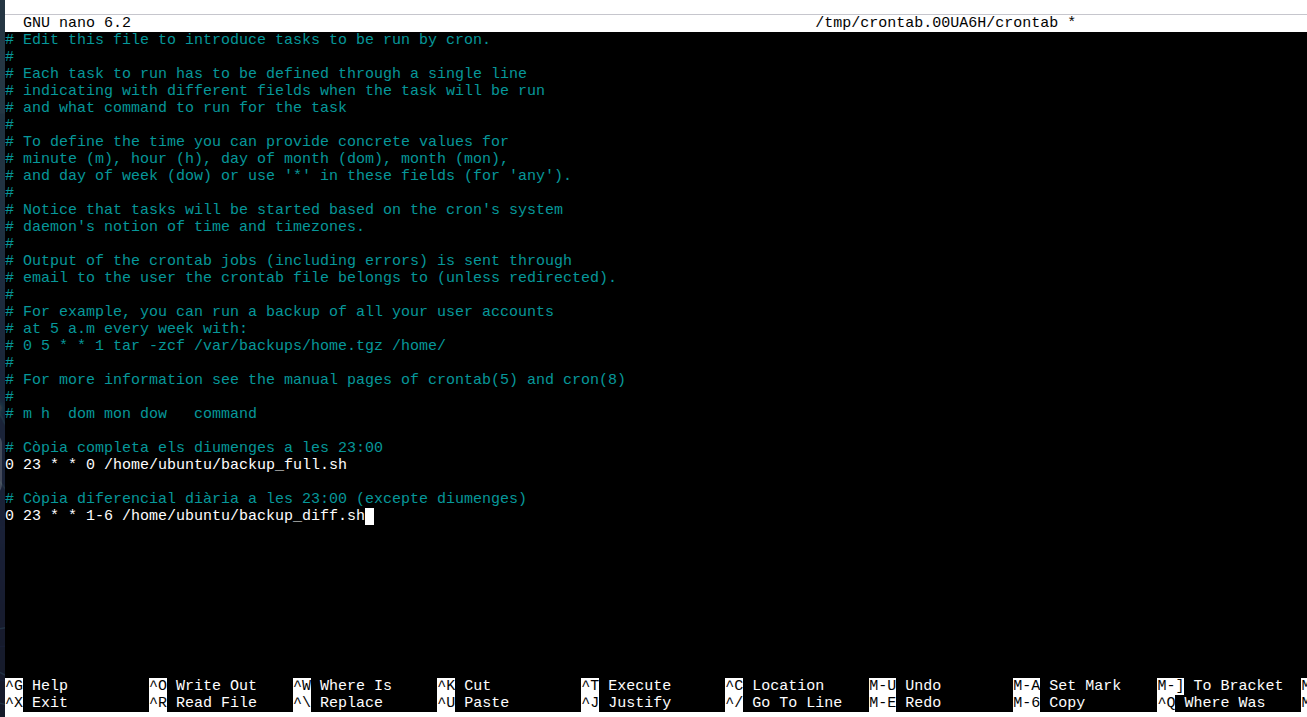 GNU nano 6.2 /tmp/crontab.00UA6H/crontab *
# Edit this file to introduce tasks to be run by cron.
#
# Each task to run has to be defined through a single line
# indicating with different fields when the task will be run
# and what command to run for the task
#
# To define the time you can provide concrete values for
# minute (m), hour (h), day of month (dom), month (mon),
# and day of week (dow) or use '*' in these fields (for 'any').
#
# Notice that tasks will be started based on the cron's system
# daemon's notion of time and timezones.
#
# Output of the crontab jobs (including errors) is sent through
# email to the user the crontab file belongs to (unless redirected).
#
# For example, you can run a backup of all your user accounts
# at 5 a.m every week with:
# 0 5 * * 1 tar -zcf /var/backups/home.tgz /home/
#
# For more information see the manual pages of crontab(5) and cron(8)
#
# m h  dom mon dow   command
# Còpia completa els diumenges a les 23:00
0 23 * * 0 /home/ubuntu/backup_full.sh
# Còpia diferencial diària a les 23:00 (excepte diumenges)
0 23 * * 1-6 /home/ubuntu/backup_diff.sh
^G Help ^O Write Out ^W Where Is ^K Cut ^T Execute ^C Location M-U Undo M-A Set Mark M-] To Bracket M
^X Exit ^R Read File ^\ Replace ^U Paste ^J Justify ^/ Go To Line M-E Redo M-6 Copy ^Q Where Was M